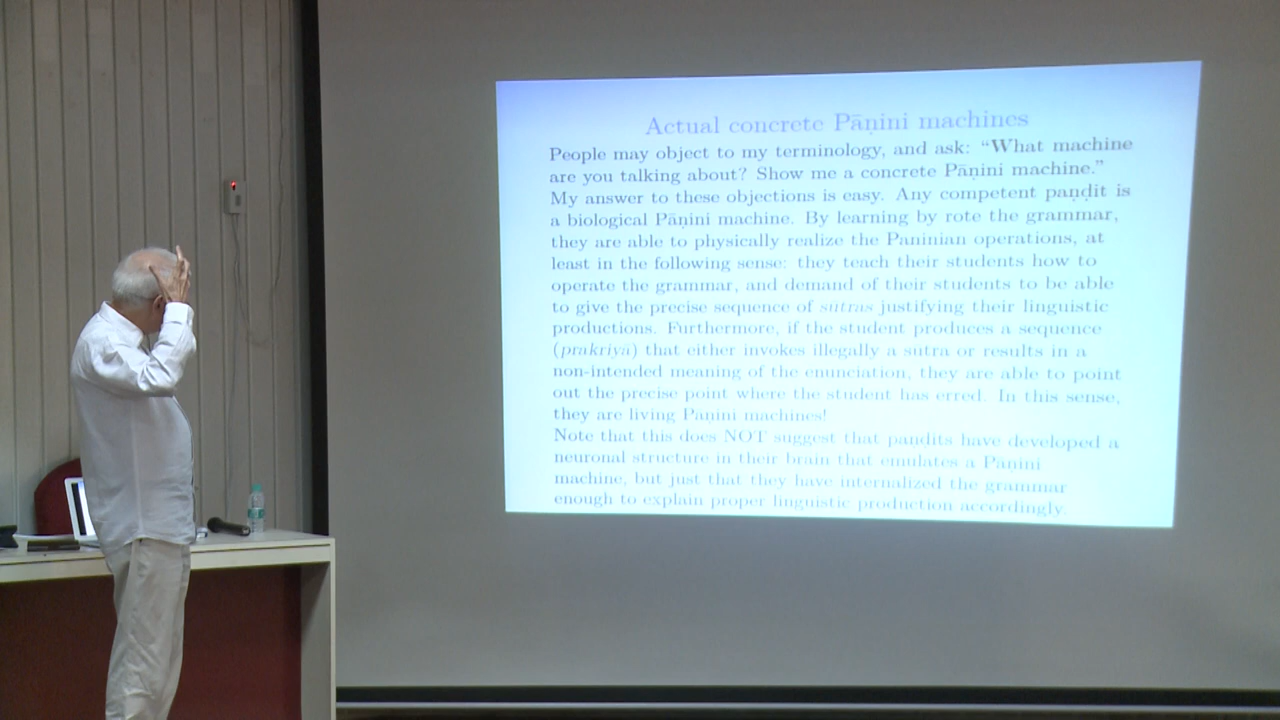 Actual concrete Pāṇini machines
People may object to my terminology, and ask: “What machine
are you talking about? Show me a concrete Pāṇini machine.”
My answer to these objections is easy. Any competent paṇḍit is
a biological Pāṇini machine. By learning by rote the grammar,
they are able to physically realize the Paninian operations, at
least in the following sense: they teach their students how to
operate the grammar, and demand of their students to be able
to give the precise sequence of sutras justifying their linguistic
productions. Furthermore, if the student produces a sequence
(prakriyā) that either invokes illegally a sutra or results in a
non-intended meaning of the enunciation, they are able to point
out the precise point where the student has erred. In this sense,
they are living Pāṇini machines!
Note that this does NOT suggest that pandits have developed a
neuronal structure in their brain that emulates a Pāṇini
machine, but just that they have internalized the grammar
enough to explain proper linguistic production accordingly.